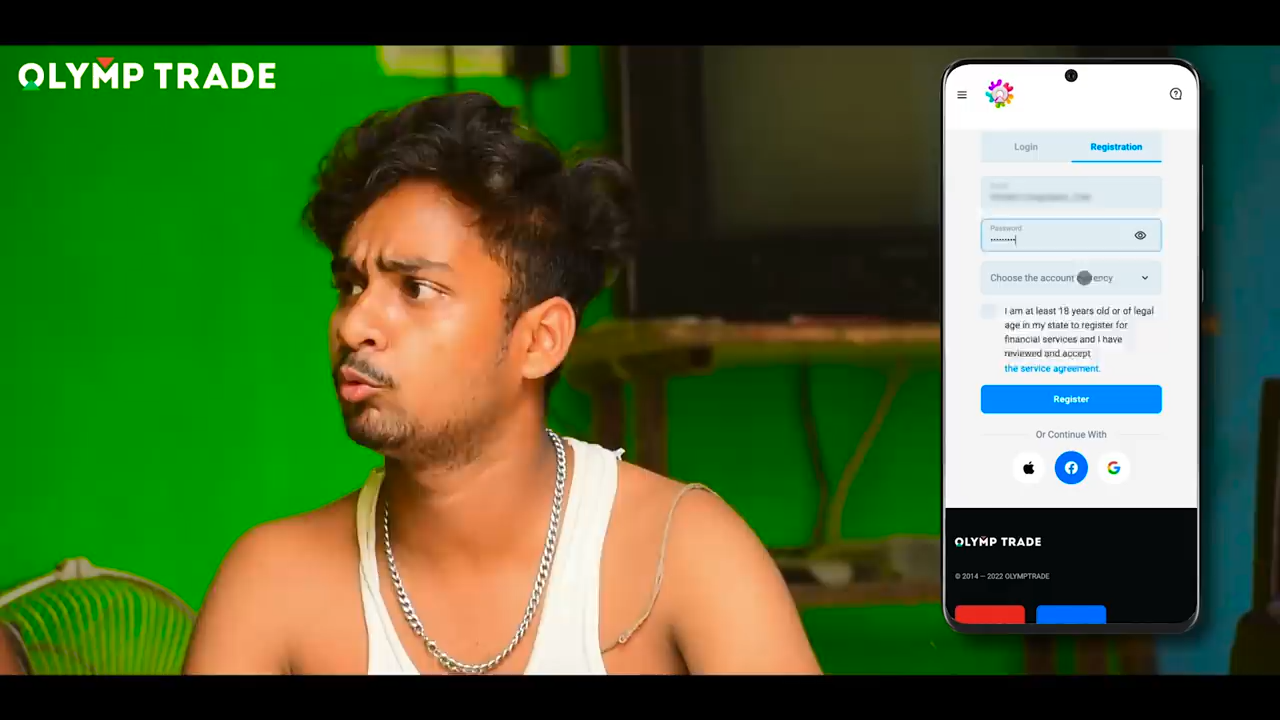 OLYMP TRADE
Login
Registration
Password
Choose the account
I am at least 18 years old or of legal
age in my state to register for
financial services and I have
reviewed and accept
the service agreement.
Register
Or Continue With
OLYMP TRADE
© 2014 – 2022 OLYMPTRADE